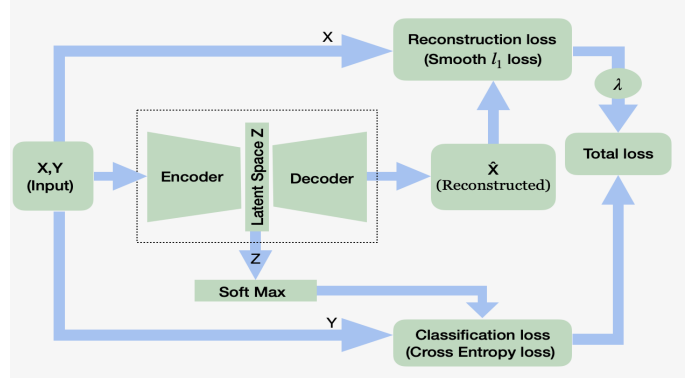 X
Reconstruction loss
(Smooth l₁ loss)
λ
X,Y
(Input)
Encoder
Latent Space Z
Decoder
x̂
(Reconstructed)
Total loss
Z
Soft Max
Y
Classification loss
(Cross Entropy loss)